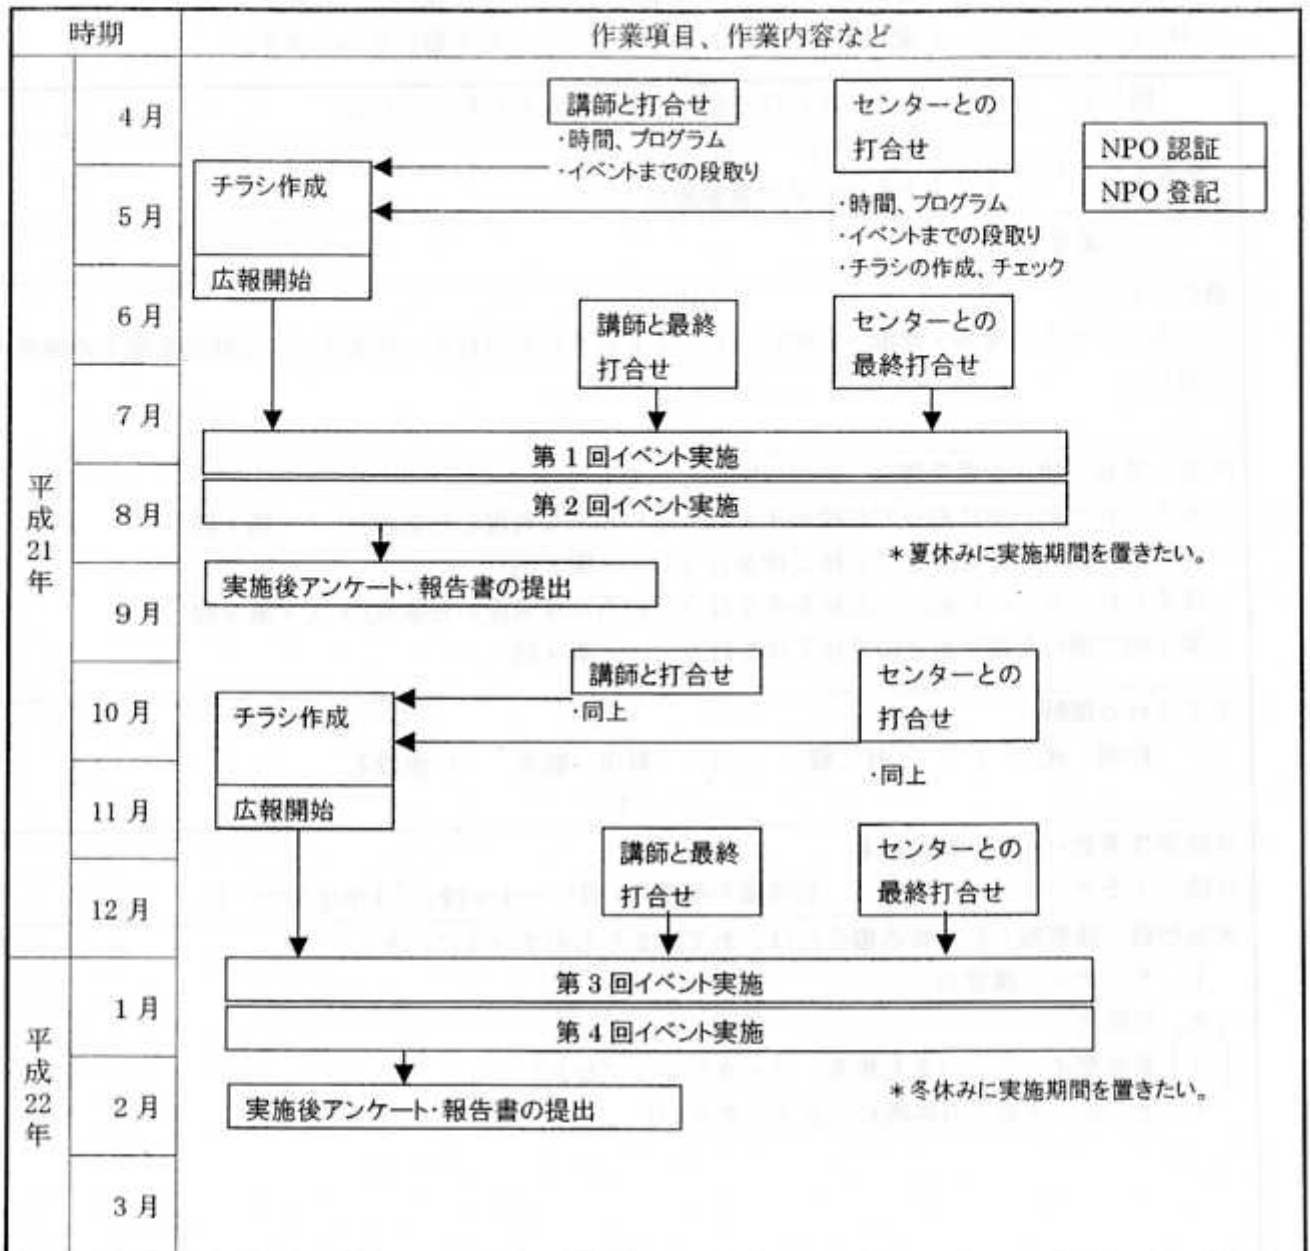 時期
作業項目、作業内容など
平成21年
4月
5月
6月
7月
8月
9月
10月
11月
12月
平成22年
1月
2月
3月
講師と打合せ
・時間、プログラム
・イベントまでの段取り
センターとの
打合せ
・時間、プログラム
・イベントまでの段取り
・チラシの作成、チェック
NPO 認証
NPO 登記
チラシ作成
広報開始
講師と最終
打合せ
センターとの
最終打合せ
第1回イベント実施
第2回イベント実施
*夏休みに実施期間を置きたい。
実施後アンケート・報告書の提出
講師と打合せ
・同上
センターとの
打合せ
・同上
チラシ作成
広報開始
講師と最終
打合せ
センターとの
最終打合せ
第3回イベント実施
第4回イベント実施
*冬休みに実施期間を置きたい。
実施後アンケート・報告書の提出